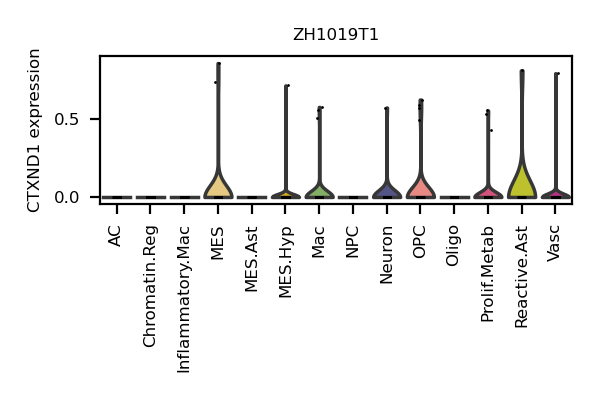 ZH1019T1
CTXND1 expression
0.5
0.0
AC
Chromatin.Reg
Inflammatory.Mac
MES
MES.Ast
MES.Hyp
Mac
NPC
Neuron
OPC
Oligo
Prolif.Metab
Reactive.Ast
Vasc